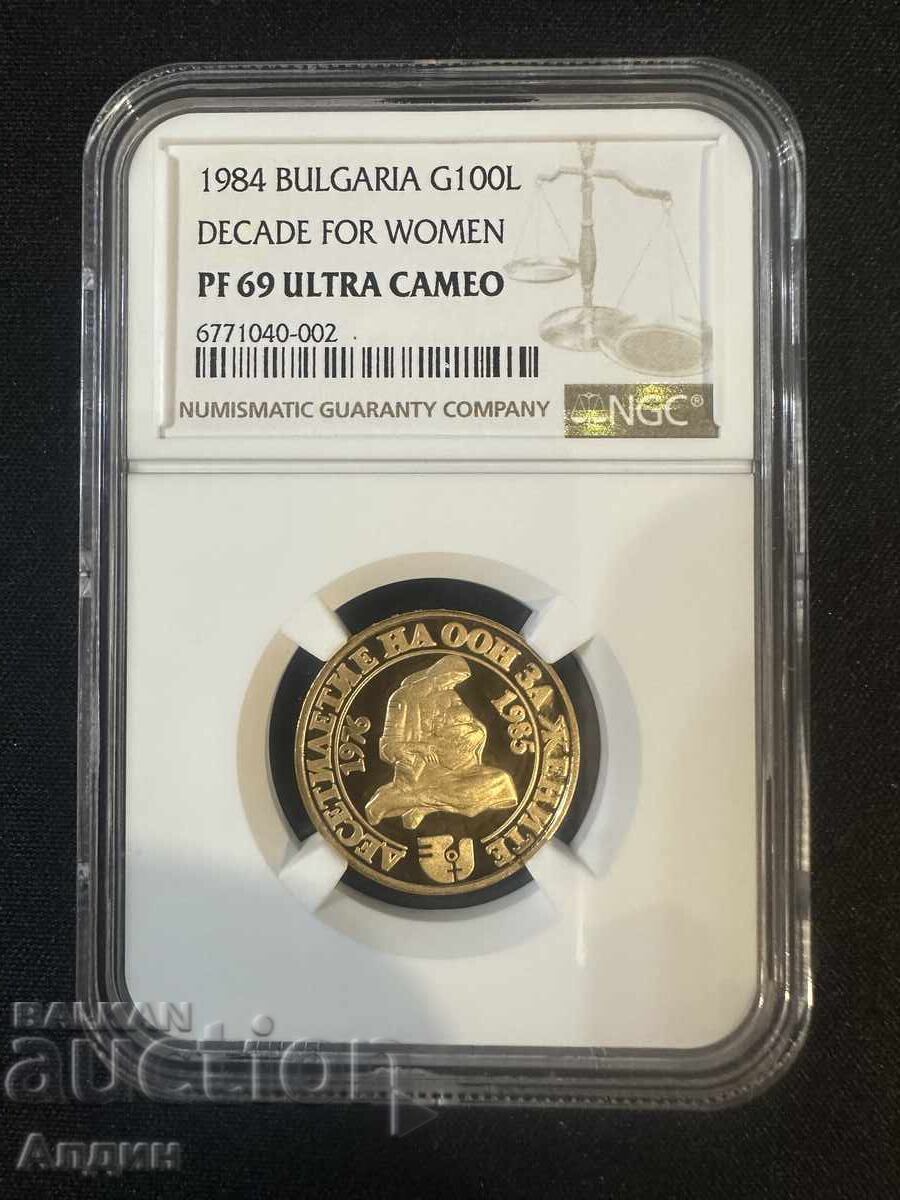 1984 BULGARIA G100L
DECADE FOR WOMEN
PF 69 ULTRA CAMEO
6771040-002
NUMISMATIC GUARANTY COMPANY
NGC®
ДЕСЕТИЛЕТИЕ НА ООН ЗА ЖЕНИТЕ
1976
1985
BALKAN
auction
Алдин